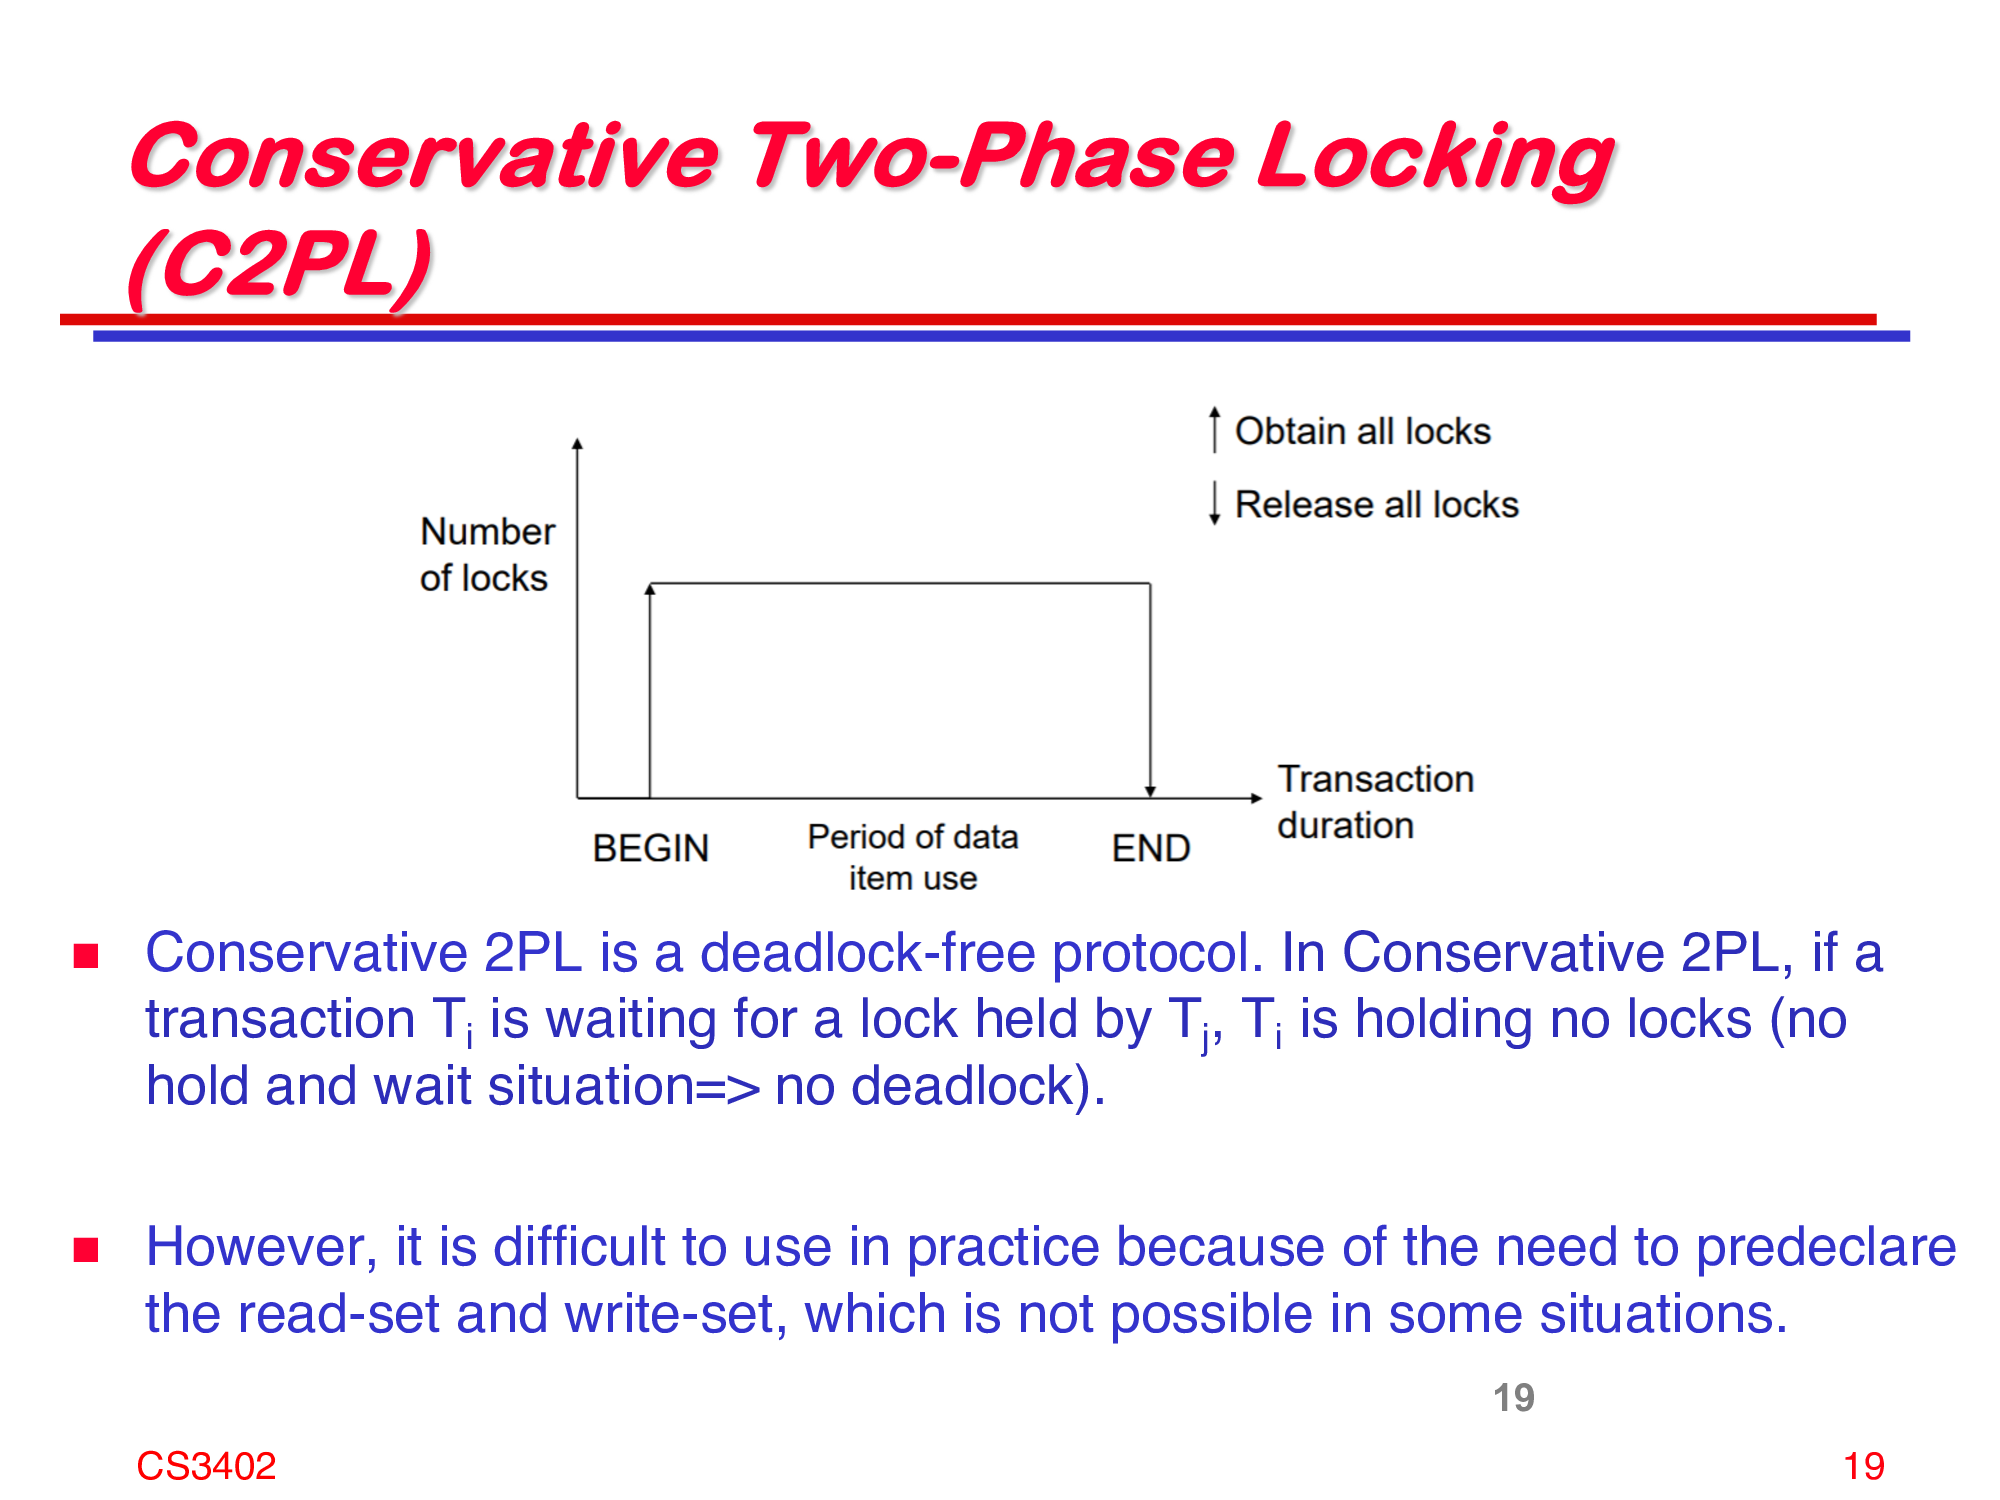 Conservative Two-Phase Locking
(C2PL)
Obtain all locks
Release all locks
Number
of locks
Transaction
duration
BEGIN
Period of data
item use
END
Conservative 2PL is a deadlock-free protocol. In Conservative 2PL, if a
transaction Ti is waiting for a lock held by Tj, Ti is holding no locks (no
hold and wait situation=> no deadlock).
However, it is difficult to use in practice because of the need to predeclare
the read-set and write-set, which is not possible in some situations.
19
CS3402
19